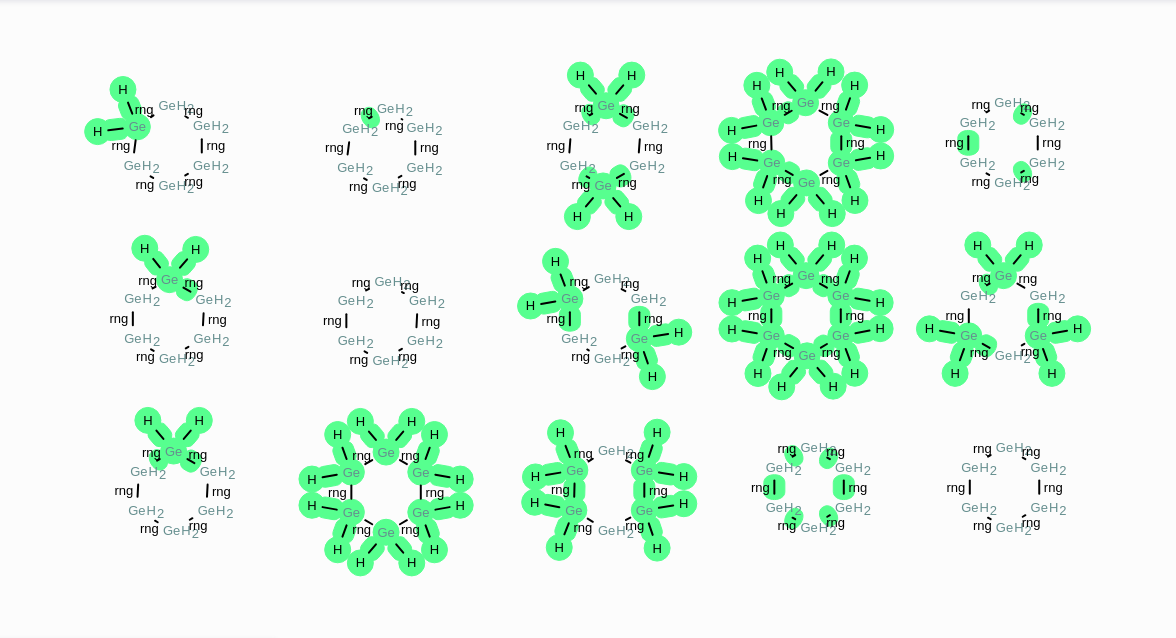 H
rng GeH2 rng
H Ge GeH2
rng rng
GeH2 GeH2
rng GeH2 rng
rng GeH2
GeH2 rng GeH2
rng rng
GeH2 GeH2
rng GeH2 rng
H H
rng Ge rng
GeH2 GeH2
rng rng
GeH2 GeH2
rng Ge rng
H H
H H
H H
rng Ge rng
H Ge Ge H
rng rng
H Ge Ge H
rng Ge rng
H H
H H
rng GeH2 rng
GeH2 GeH2
rng rng
GeH2 GeH2
rng GeH2 rng
H H
rng Ge rng
GeH2 GeH2
rng rng
GeH2 GeH2
rng GeH2 rng
rng GeH2 rng
GeH2 GeH2
rng rng
GeH2 GeH2
rng GeH2 rng
H
rng GeH2 rng
H Ge GeH2
rng rng
GeH2 Ge H
rng GeH2 rng
H
H H
H H
rng Ge rng
H Ge Ge H
rng rng
H Ge Ge H
rng Ge rng
H H
H H
H H
rng Ge rng
GeH2 GeH2
rng rng
H Ge Ge H
rng GeH2 rng
H H
H H
rng Ge rng
GeH2 GeH2
rng rng
GeH2 GeH2
rng GeH2 rng
H H
H H
rng Ge rng
H Ge Ge H
rng rng
H Ge Ge H
rng Ge rng
H H
H H
H H
rng GeH2 rng
H Ge Ge H
rng rng
H Ge Ge H
rng GeH2 rng
H H
rng GeH2 rng
GeH2 GeH2
rng rng
GeH2 GeH2
rng GeH2 rng
rng GeH2 rng
GeH2 GeH2
rng rng
GeH2 GeH2
rng GeH2 rng